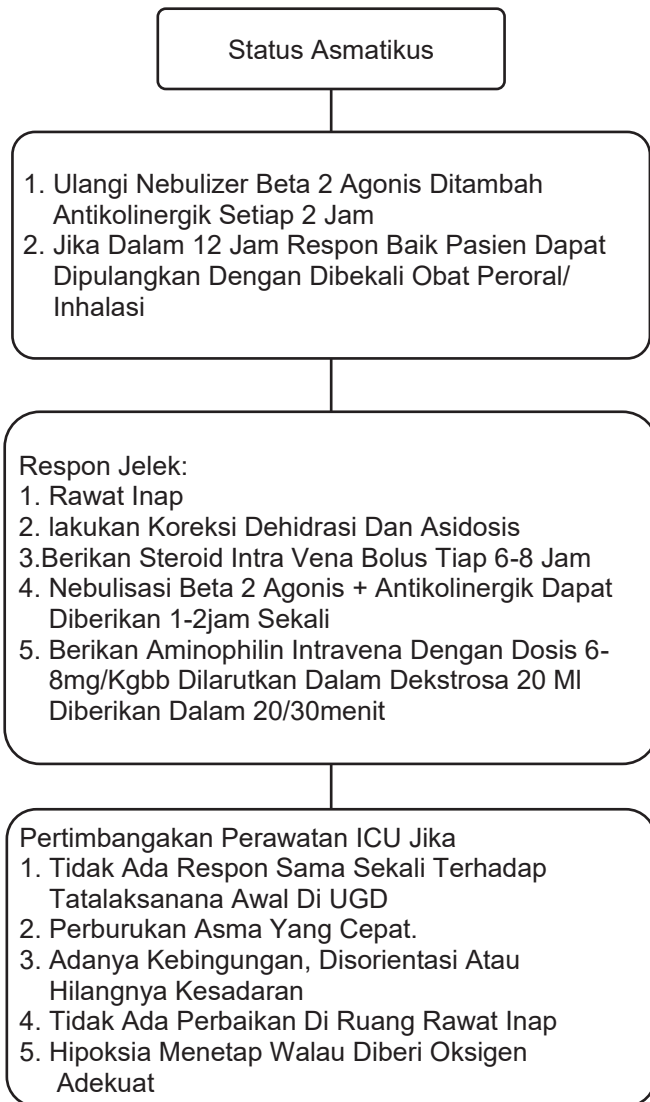 Status Asmatikus
1. Ulangi Nebulizer Beta 2 Agonis Ditambah
Antikolinergik Setiap 2 Jam
2. Jika Dalam 12 Jam Respon Baik Pasien Dapat
Dipulangkan Dengan Dibekali Obat Peroral/
Inhalasi
Respon Jelek:
1. Rawat Inap
2. lakukan Koreksi Dehidrasi Dan Asidosis
3.Berikan Steroid Intra Vena Bolus Tiap 6-8 Jam
4. Nebulisasi Beta 2 Agonis + Antikolinergik Dapat
Diberikan 1-2jam Sekali
5. Berikan Aminophilin Intravena Dengan Dosis 6-
8mg/Kgbb Dilarutkan Dalam Dekstrosa 20 Ml
Diberikan Dalam 20/30menit
Pertimbangakan Perawatan ICU Jika
1. Tidak Ada Respon Sama Sekali Terhadap
Tatalaksanana Awal Di UGD
2. Perburukan Asma Yang Cepat.
3. Adanya Kebingungan, Disorientasi Atau
Hilangnya Kesadaran
4. Tidak Ada Perbaikan Di Ruang Rawat Inap
5. Hipoksia Menetap Walau Diberi Oksigen
Adekuat